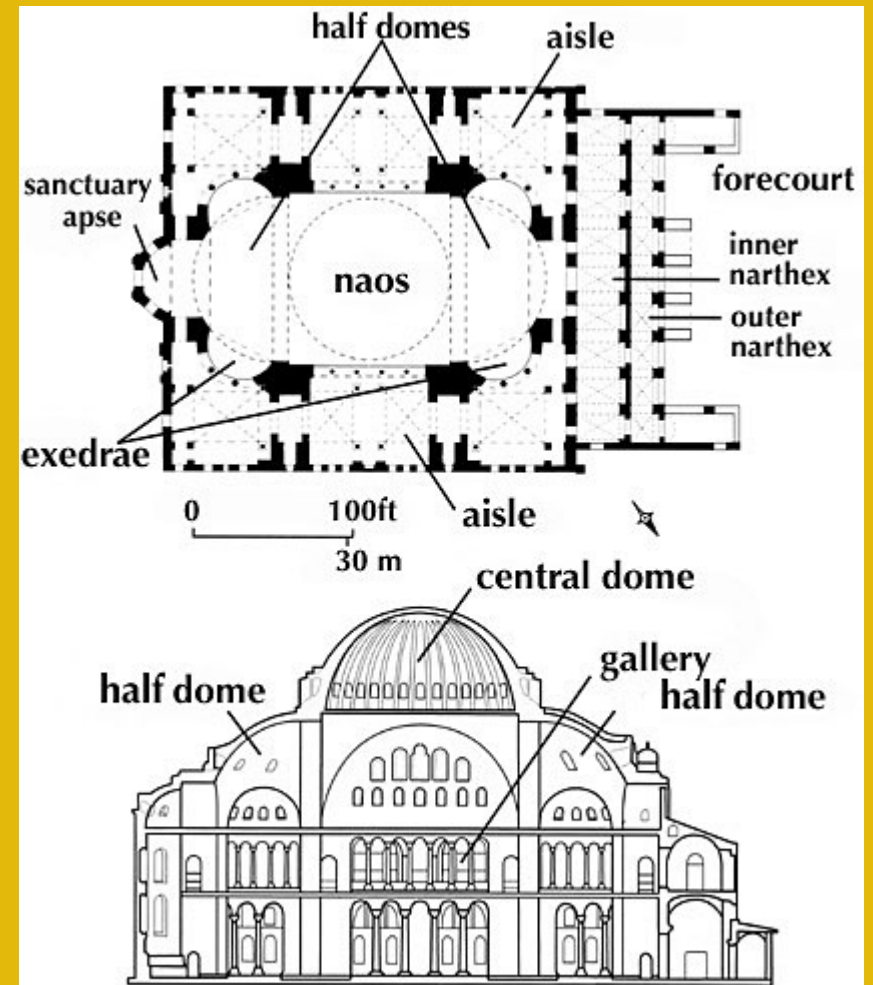 half domes
aisle
sanctuary
apse
forecourt
naos
inner
narthex
outer
narthex
exedrae
0 100ft
30 m
aisle
central dome
gallery
half dome
half dome